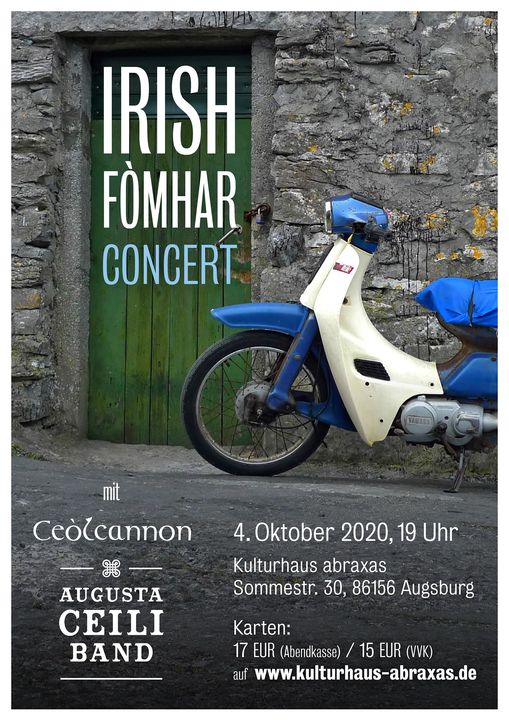 IRISH
FÒMHAR
CONCERT
YAMAHA
mit
Ceòlcannon
AUGUSTA
CEILI
BAND
4. Oktober 2020, 19 Uhr
Kulturhaus abraxas
Sommestr. 30, 86156 Augsburg
Karten:
17 EUR (Abendkasse) / 15 EUR (VVK)
auf www.kulturhaus-abraxas.de